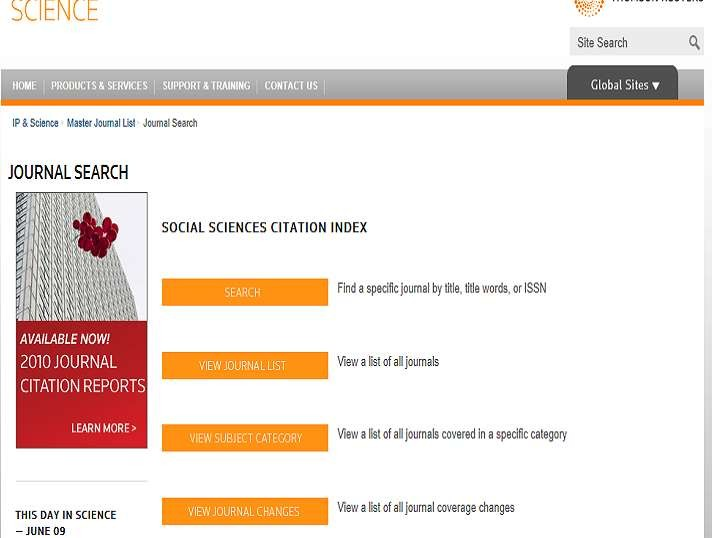 SCIENCE
THOMSON REUTERS
Site Search
HOME PRODUCTS & SERVICES SUPPORT & TRAINING CONTACT US
Global Sites ▼
IP & Science Master Journal List Journal Search
JOURNAL SEARCH
SOCIAL SCIENCES CITATION INDEX
SEARCH Find a specific journal by title, title words, or ISSN
AVAILABLE NOW!
2010 JOURNAL
CITATION REPORTS
LEARN MORE >
VIEW JOURNAL LIST View a list of all journals
VIEW SUBJECT CATEGORY View a list of all journals covered in a specific category
VIEW JOURNAL CHANGES View a list of all journal coverage changes
THIS DAY IN SCIENCE
– JUNE 09